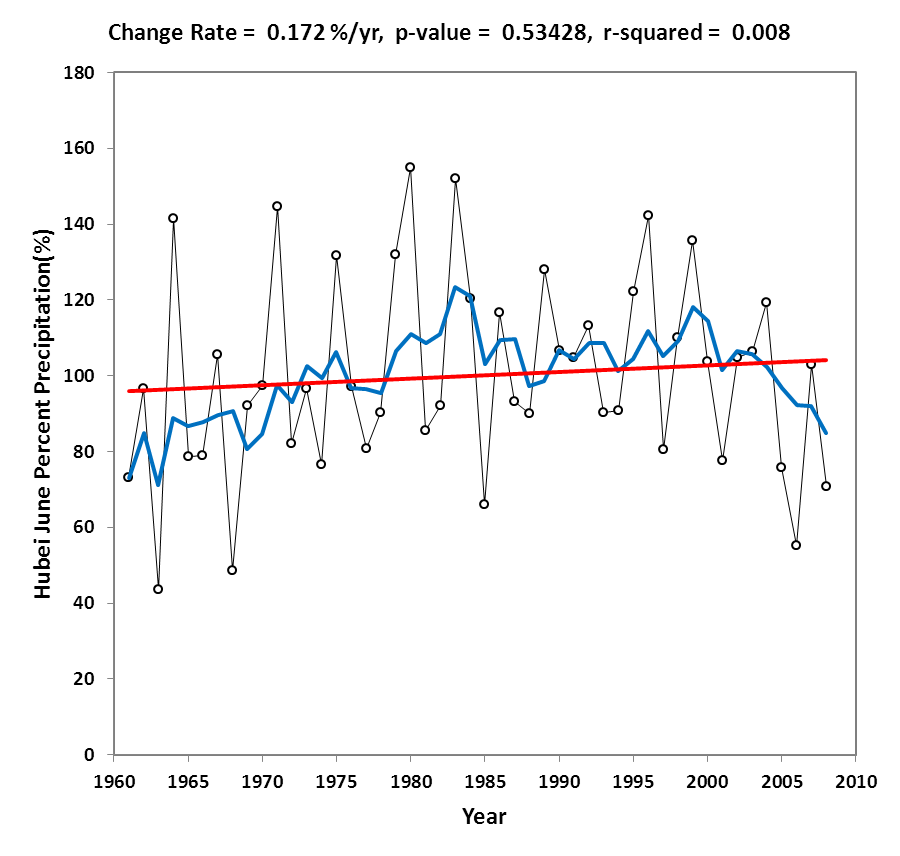 Change Rate = 0.172 %/yr, p-value = 0.53428, r-squared = 0.008
180
160
140
120
100
80
60
40
20
0
Hubei June Percent Precipitation(%)
1960 1965 1970 1975 1980 1985 1990 1995 2000 2005 2010
Year